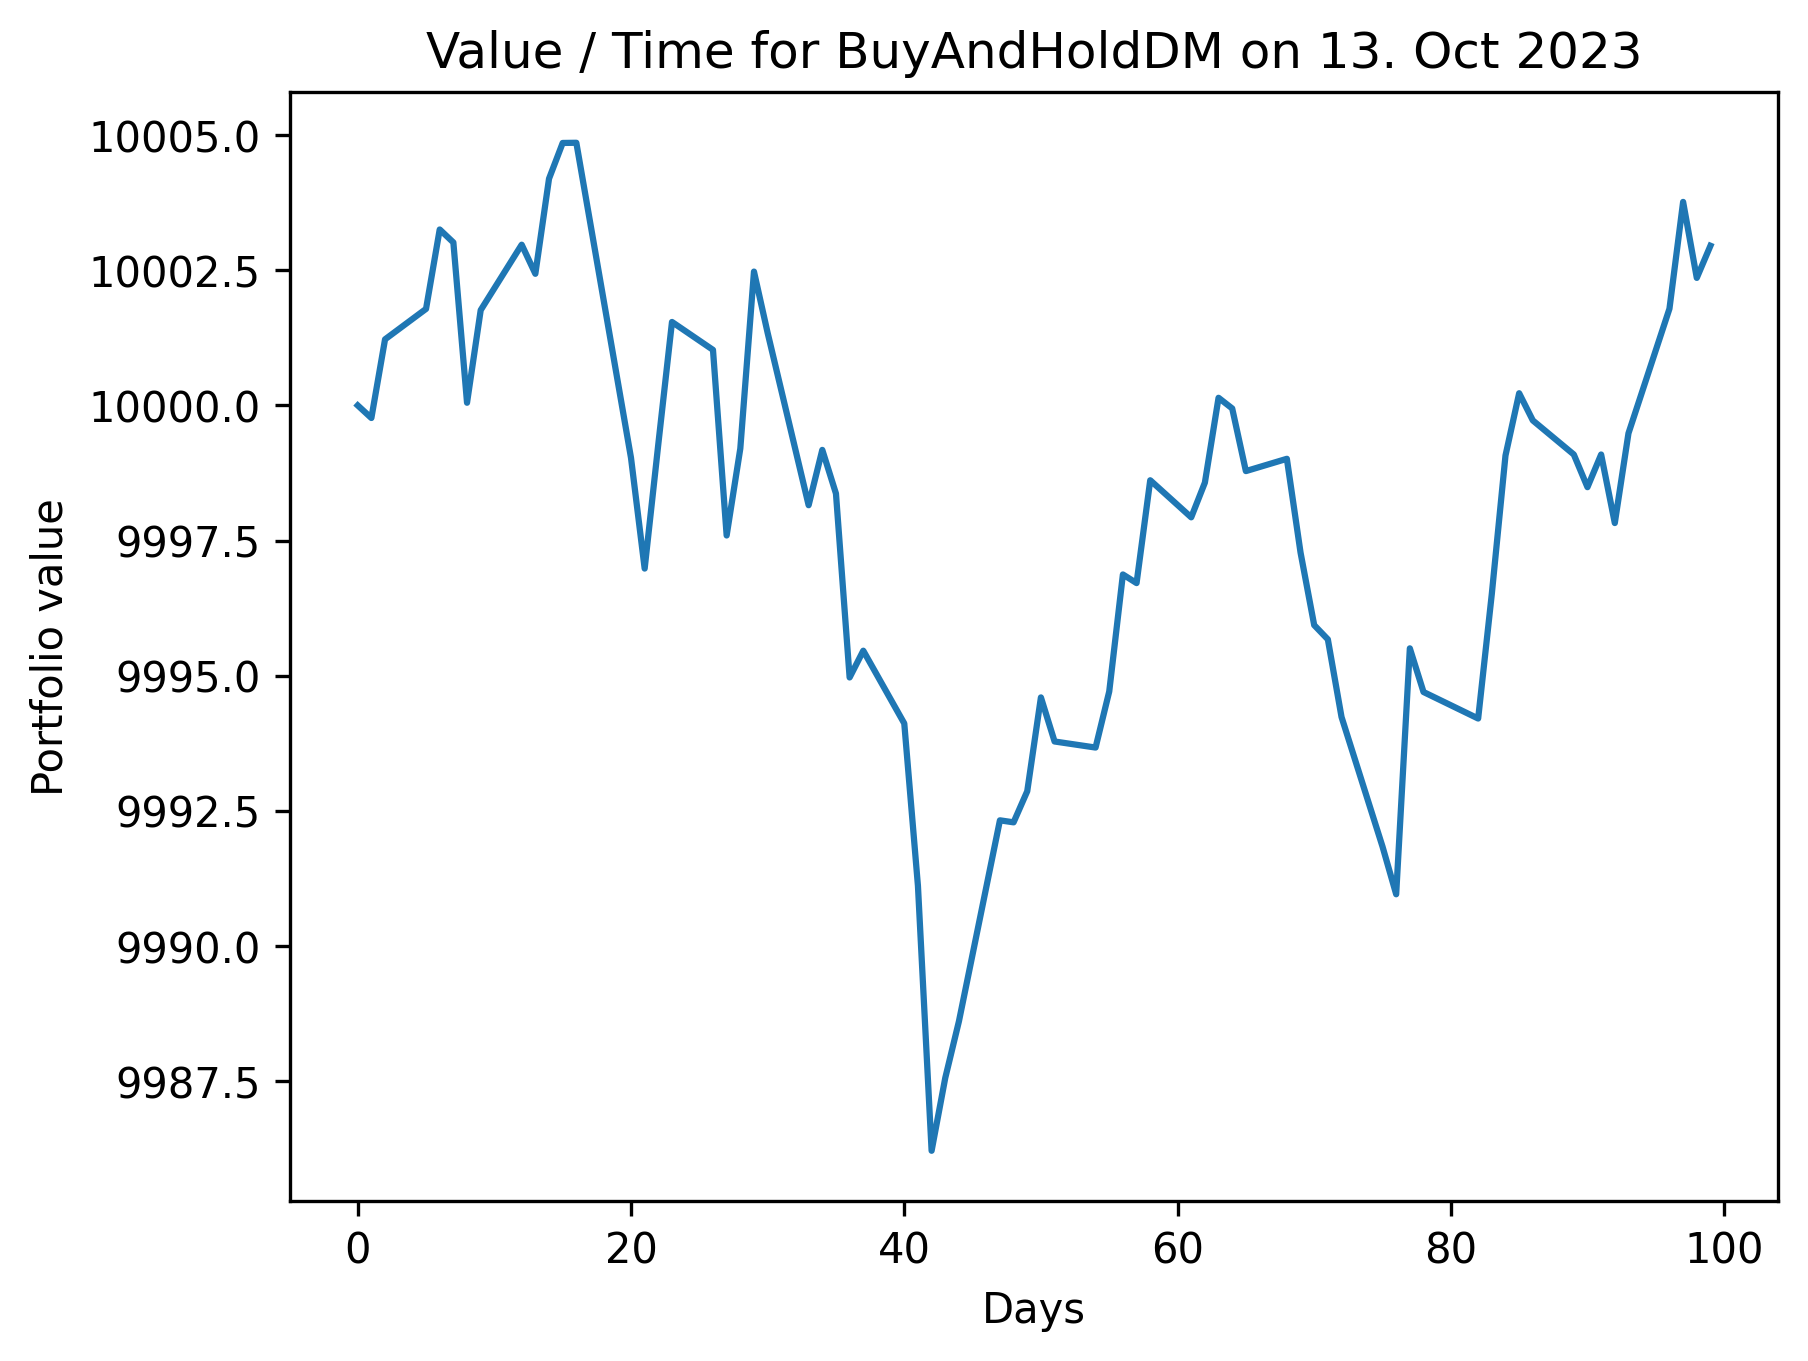 Value / Time for BuyAndHoldDM on 13. Oct 2023
10005.0
10002.5
10000.0
9997.5
9995.0
9992.5
9990.0
9987.5
Portfolio value
0 20 40 60 80 100
Days